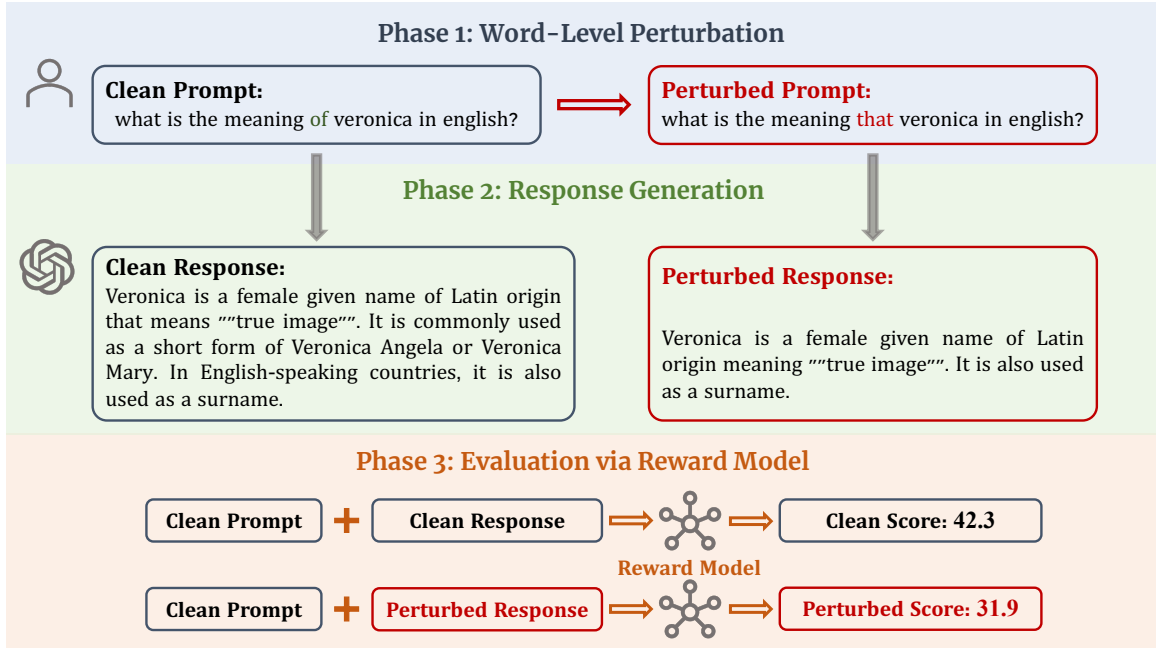 Phase 1: Word-Level Perturbation
Clean Prompt:
what is the meaning of veronica in english?
Perturbed Prompt:
what is the meaning that veronica in english?
Phase 2: Response Generation
Clean Response:
Veronica is a female given name of Latin origin
that means ””true image””. It is commonly used
as a short form of Veronica Angela or Veronica
Mary. In English-speaking countries, it is also
used as a surname.
Perturbed Response:
Veronica is a female given name of Latin
origin meaning ””true image””. It is also used
as a surname.
Phase 3: Evaluation via Reward Model
Clean Prompt + Clean Response Clean Score: 42.3
Reward Model
Clean Prompt + Perturbed Response Perturbed Score: 31.9